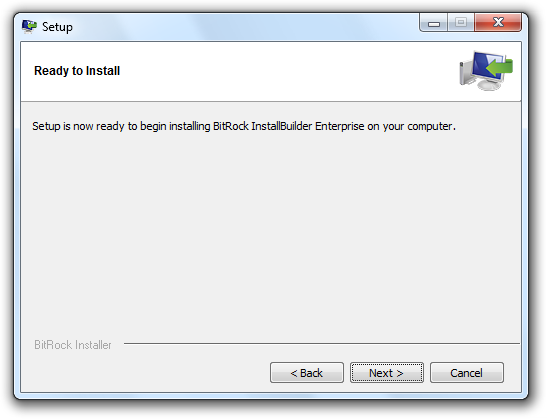 Setup
Ready to Install
Setup is now ready to begin installing BitRock InstallBuilder Enterprise on your computer.
BitRock Installer
< Back
Next >
Cancel